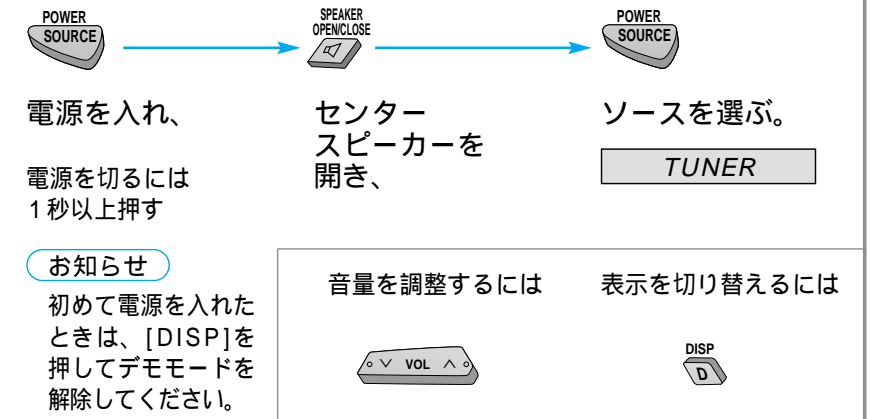 POWER
SOURCE
SPEAKER
OPEN/CLOSE
POWER
SOURCE
電源を入れ、
電源を切るには
1秒以上押す
センター
スピーカーを
開き、
ソースを選ぶ。
TUNER
お知らせ
初めて電源を入れた
ときは、[DISP]を
押してデモモードを
解除してください。
音量を調整するには
VOL
表示を切り替えるには
DISP
D